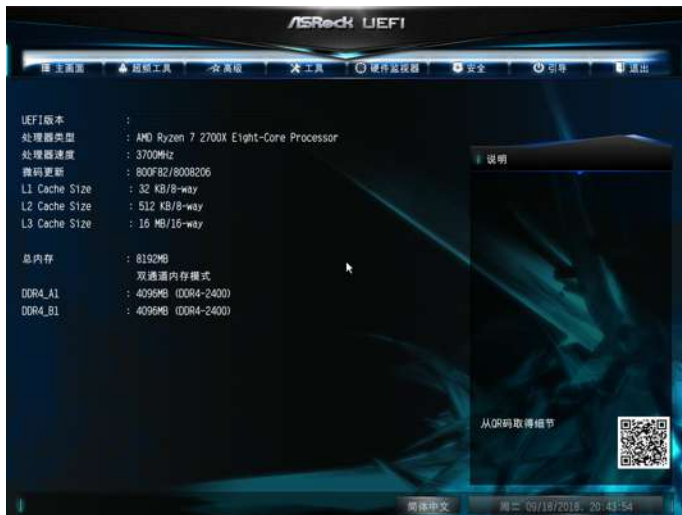 ASRock UEFI
主画面 超频工具 高级 工具 硬件监视器 安全 引导 退出
UEFI版本 :
处理器类型 : AMD Ryzen 7 2700X Eight-Core Processor
处理器速度 : 3700MHz
微码更新 : 800F82/8008206
L1 Cache Size : 32 KB/8-way
L2 Cache Size : 512 KB/8-way
L3 Cache Size : 16 MB/16-way
总内存 : 8192MB
双通道内存模式
DDR4_A1 : 4096MB (DDR4-2400)
DDR4_B1 : 4096MB (DDR4-2400)
说明
从QR码取得细节
简体中文 周二 09/18/2018. 20:43:54